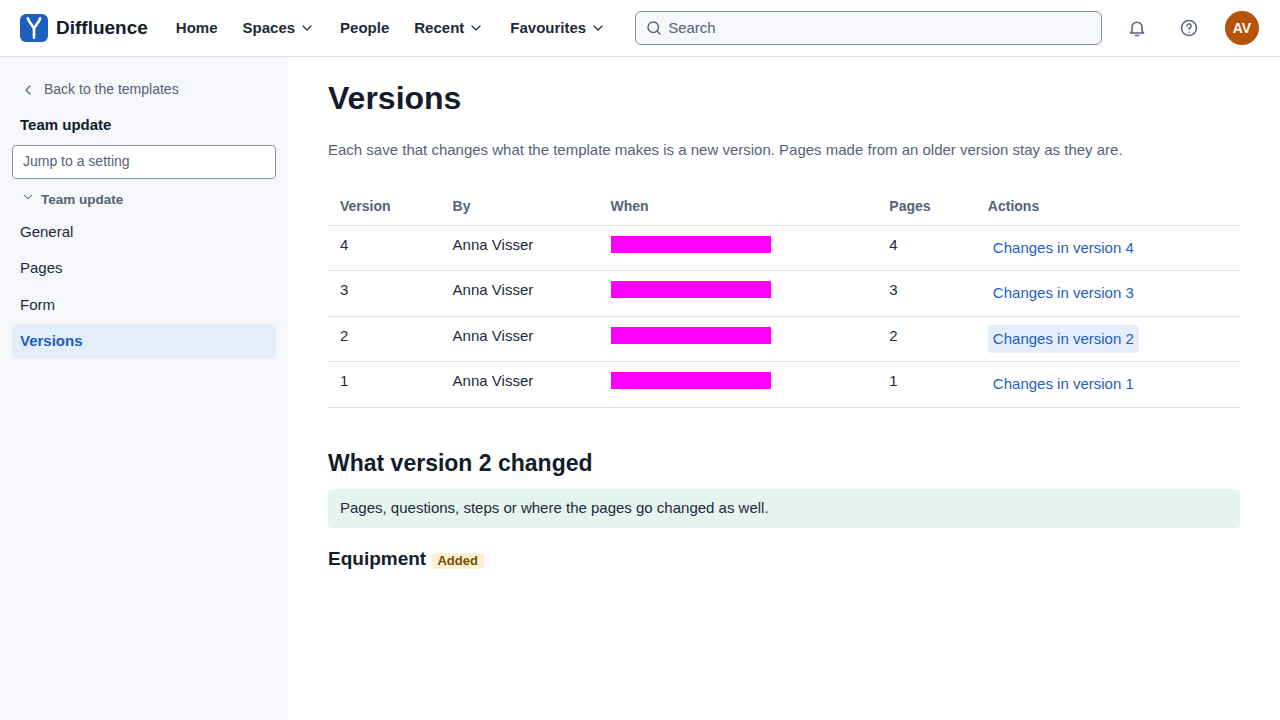 Diffluence
Home
Spaces
People
Recent
Favourites
Search
AV
Back to the templates
Team update
Jump to a setting
Team update
General
Pages
Form
Versions
Versions
Each save that changes what the template makes is a new version. Pages made from an older version stay as they are.
Version By When Pages Actions
4 Anna Visser 4 Changes in version 4
3 Anna Visser 3 Changes in version 3
2 Anna Visser 2 Changes in version 2
1 Anna Visser 1 Changes in version 1
What version 2 changed
Pages, questions, steps or where the pages go changed as well.
Equipment Added